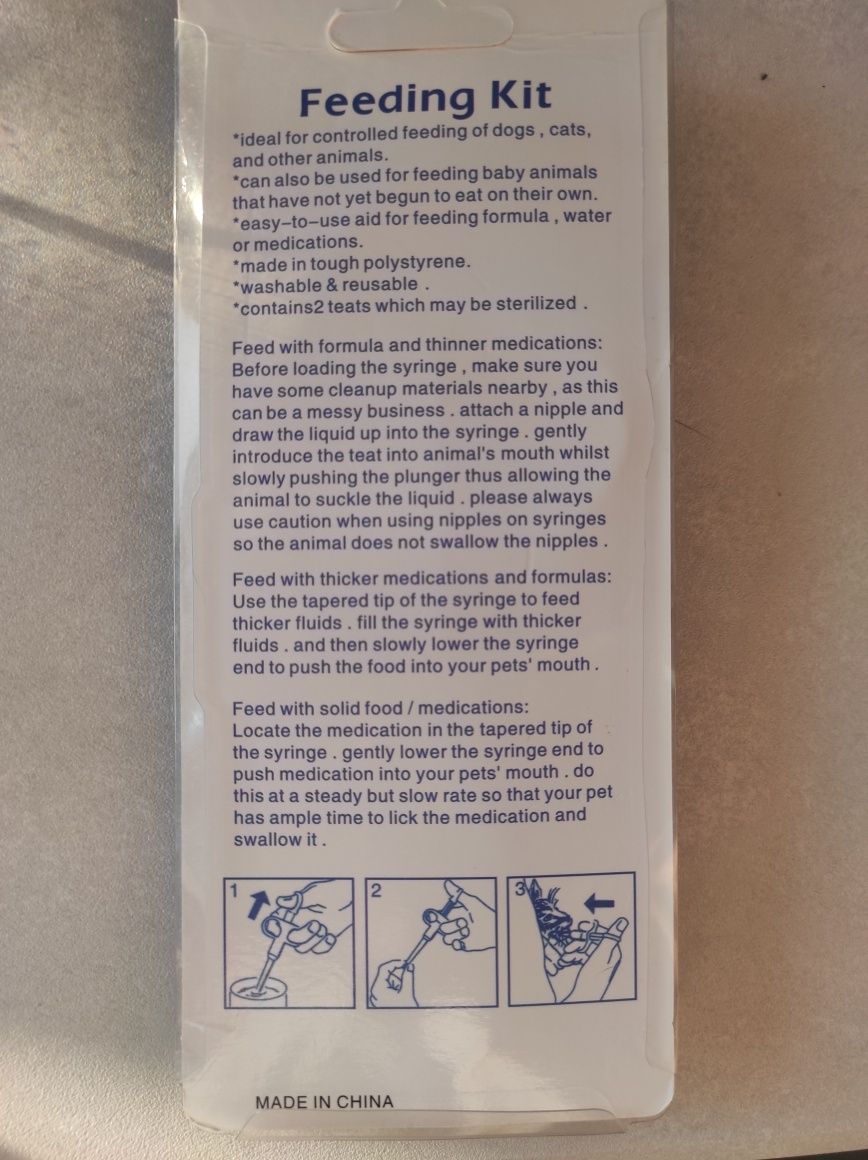 Feeding Kit
*ideal for controlled feeding of dogs , cats,
and other animals.
*can also be used for feeding baby animals
that have not yet begun to eat on their own.
*easy–to–use aid for feeding formula , water
or medications.
*made in tough polystyrene.
*washable & reusable .
*contains2 teats which may be sterilized .
Feed with formula and thinner medications:
Before loading the syringe , make sure you
have some cleanup materials nearby , as this
can be a messy business . attach a nipple and
draw the liquid up into the syringe . gently
introduce the teat into animal's mouth whilst
slowly pushing the plunger thus allowing the
animal to suckle the liquid . please always
use caution when using nipples on syringes
so the animal does not swallow the nipples .
Feed with thicker medications and formulas:
Use the tapered tip of the syringe to feed
thicker fluids . fill the syringe with thicker
fluids . and then slowly lower the syringe
end to push the food into your pets' mouth .
Feed with solid food / medications:
Locate the medication in the tapered tip of
the syringe . gently lower the syringe end to
push medication into your pets' mouth . do
this at a steady but slow rate so that your pet
has ample time to lick the medication and
swallow it .
1
2
3
MADE IN CHINA